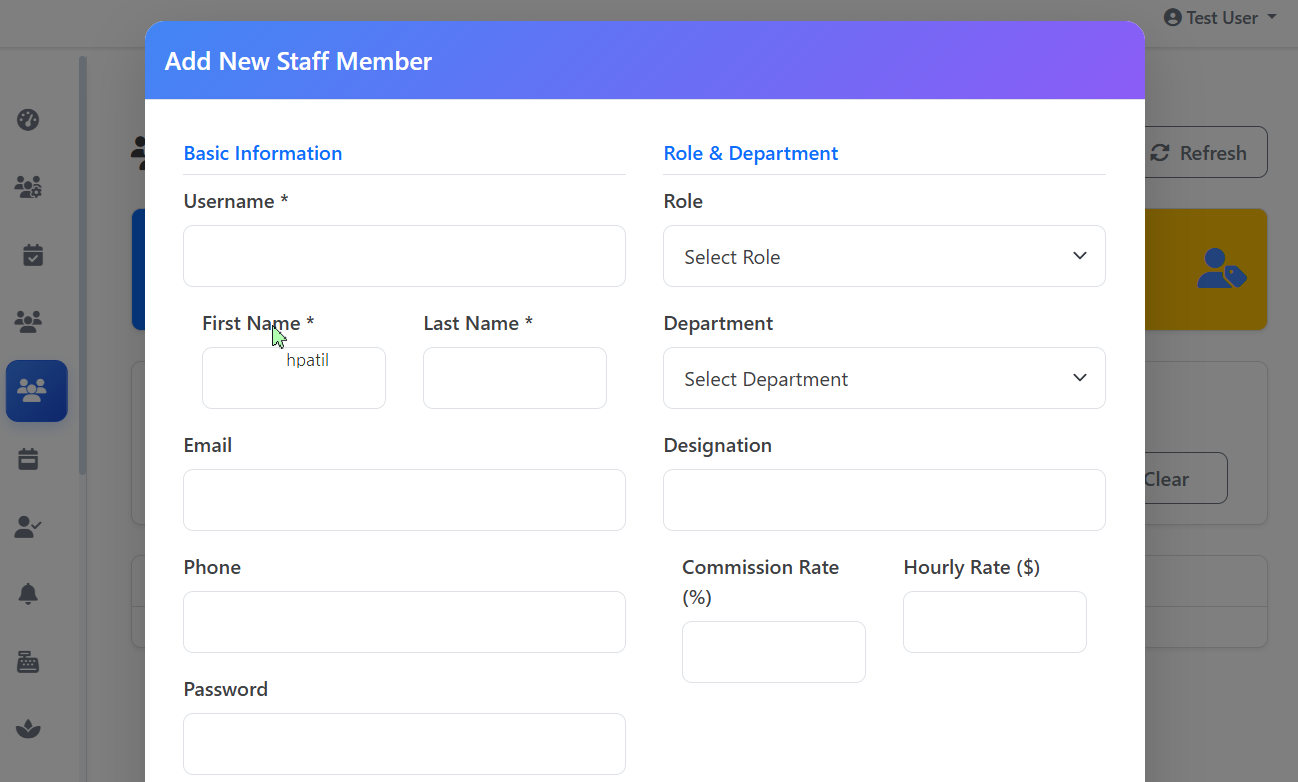 Test User
Add New Staff Member
Refresh
Basic Information
Role & Department
Username *
Role
Select Role
First Name *
Last Name *
Department
hpatil
Select Department
Email
Designation
Clear
Phone
Commission Rate
(%)
Hourly Rate ($)
Password